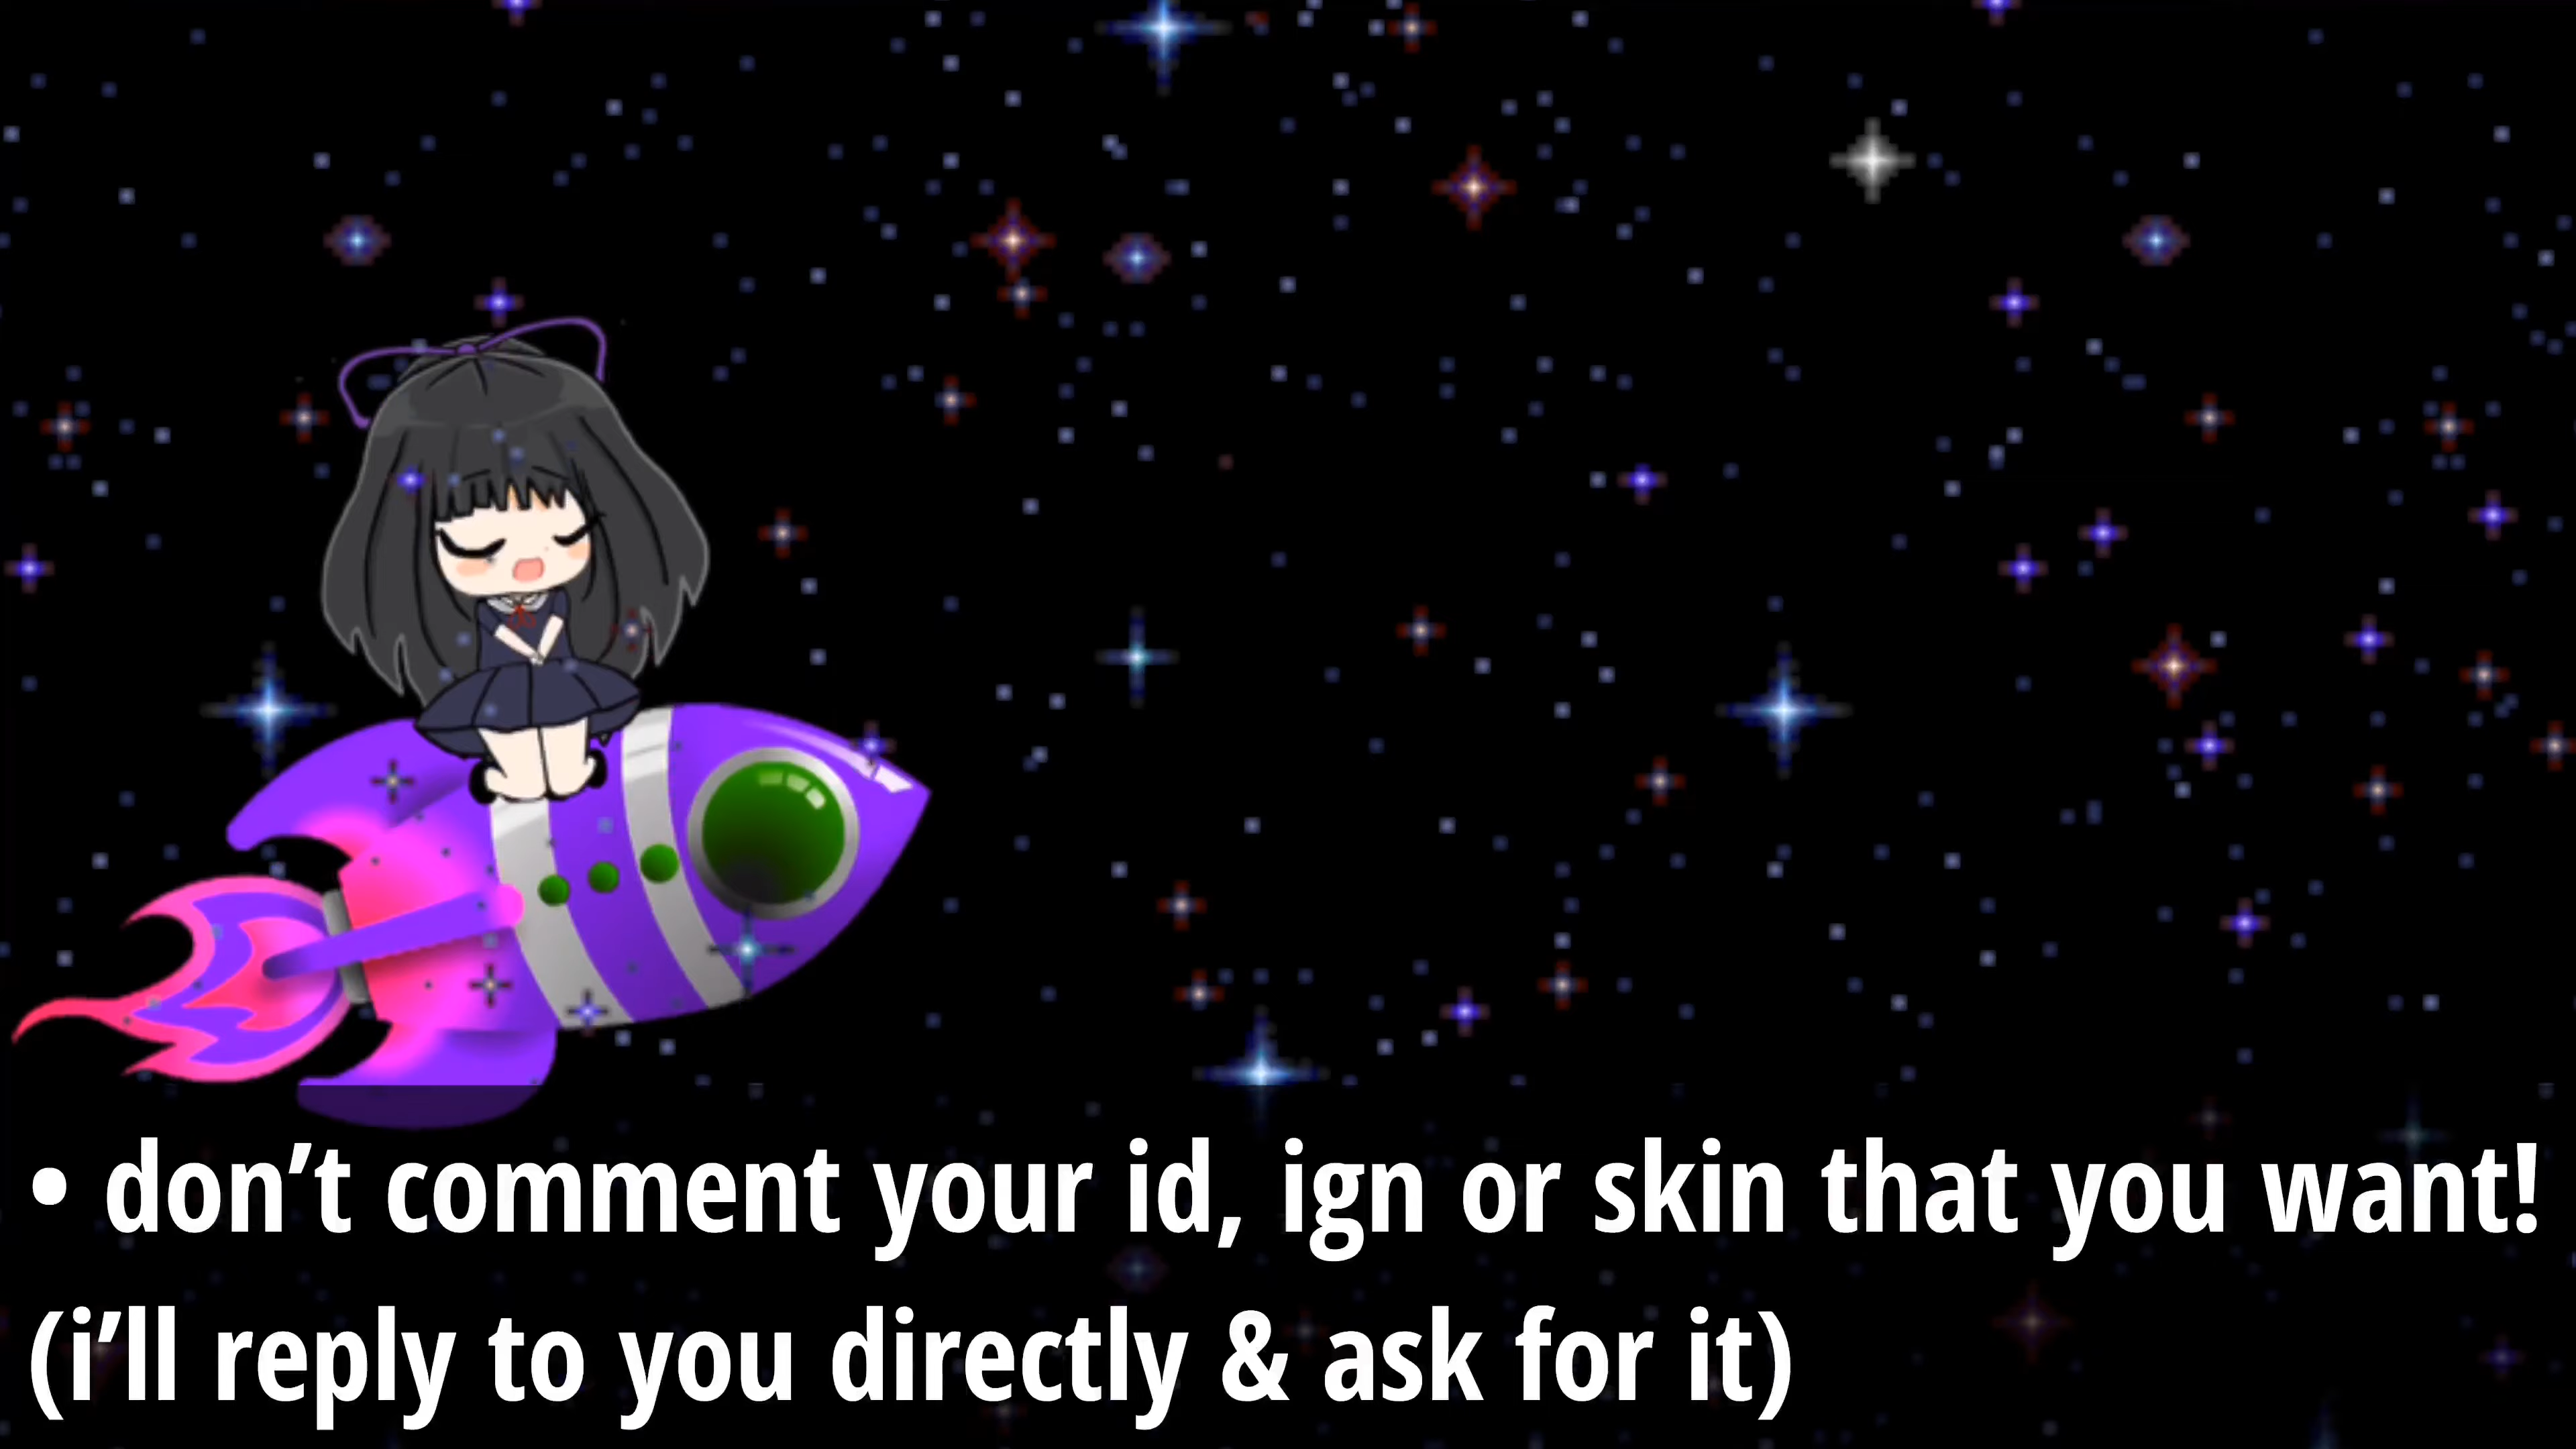 • don’t comment your id, ign or skin that you want!
(i’ll reply to you directly & ask for it)